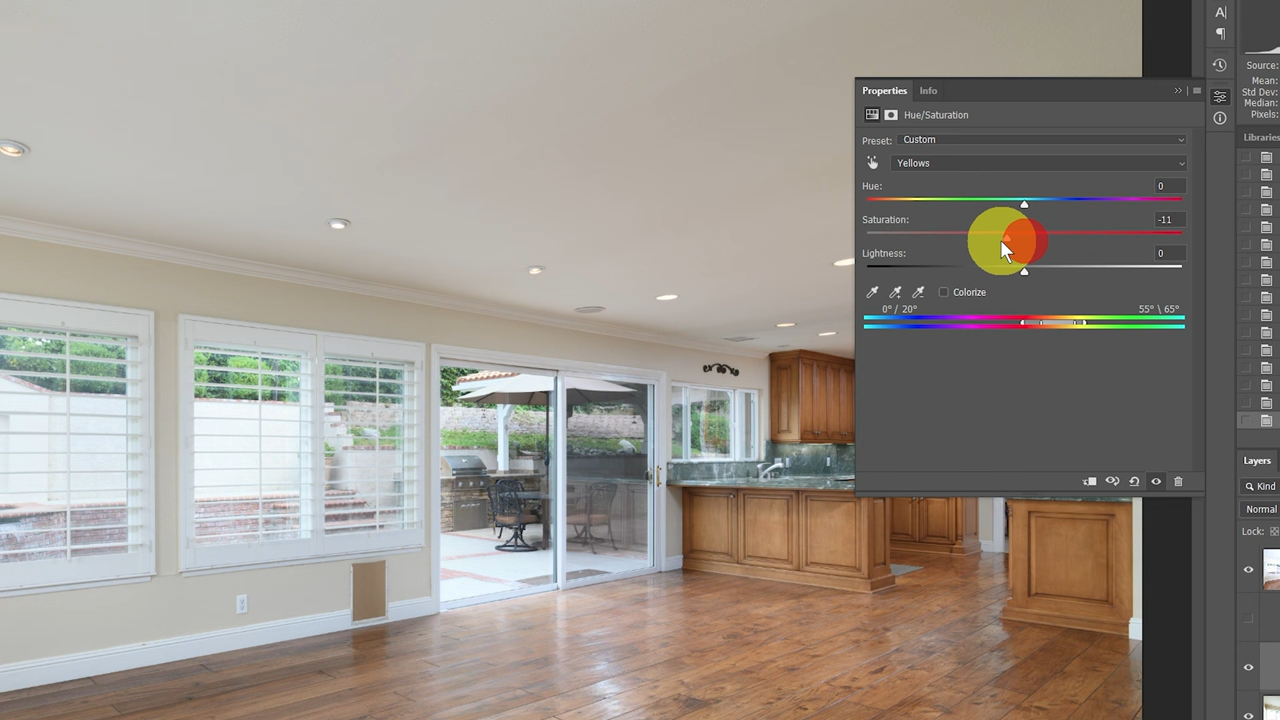 A|
Source:
Mean:
Std Dev:
Median:
Pixels:
Properties Info
Hue/Saturation
Preset: Custom
Libraries
Yellows
Hue: 0
Saturation: -11
Lightness: 0
Colorize
0° / 20° 55° \ 65°
Layers
Kind
Normal
Lock: